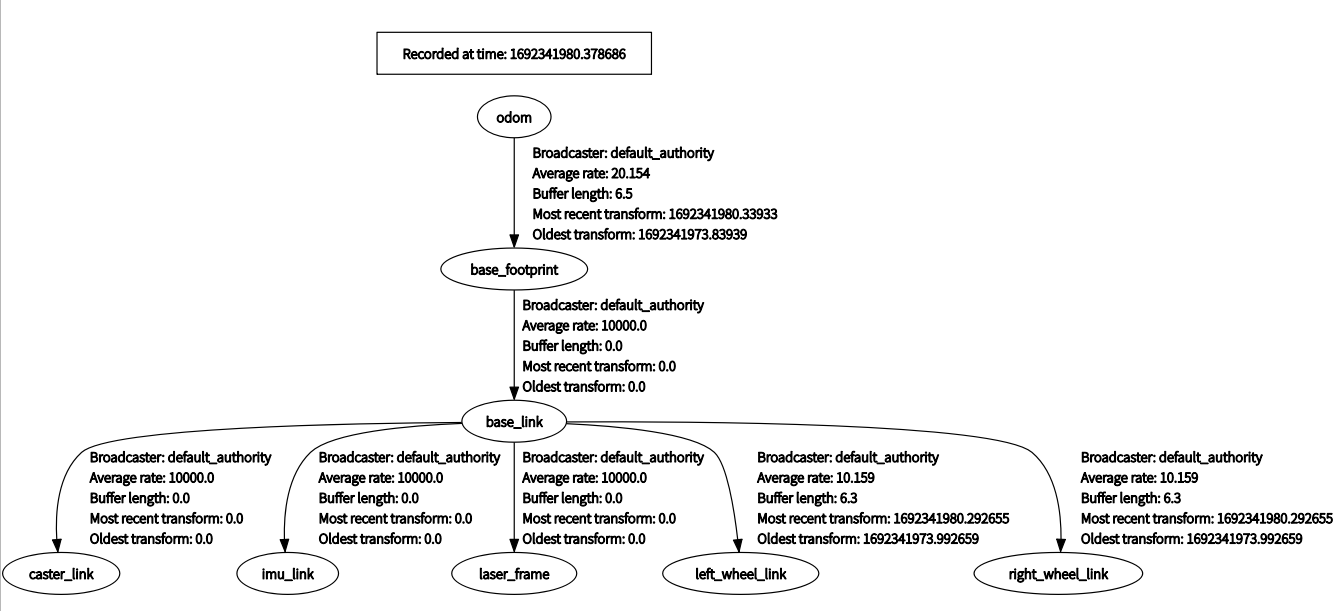 Recorded at time: 1692341980.378686
odom
Broadcaster: default_authority
Average rate: 20.154
Buffer length: 6.5
Most recent transform: 1692341980.33933
Oldest transform: 1692341973.83939
base_footprint
Broadcaster: default_authority
Average rate: 10000.0
Buffer length: 0.0
Most recent transform: 0.0
Oldest transform: 0.0
base_link
Broadcaster: default_authority
Average rate: 10000.0
Buffer length: 0.0
Most recent transform: 0.0
Oldest transform: 0.0
Broadcaster: default_authority
Average rate: 10000.0
Buffer length: 0.0
Most recent transform: 0.0
Oldest transform: 0.0
Broadcaster: default_authority
Average rate: 10000.0
Buffer length: 0.0
Most recent transform: 0.0
Oldest transform: 0.0
Broadcaster: default_authority
Average rate: 10.159
Buffer length: 6.3
Most recent transform: 1692341980.292655
Oldest transform: 1692341973.992659
Broadcaster: default_authority
Average rate: 10.159
Buffer length: 6.3
Most recent transform: 1692341980.292655
Oldest transform: 1692341973.992659
caster_link
imu_link
laser_frame
left_wheel_link
right_wheel_link